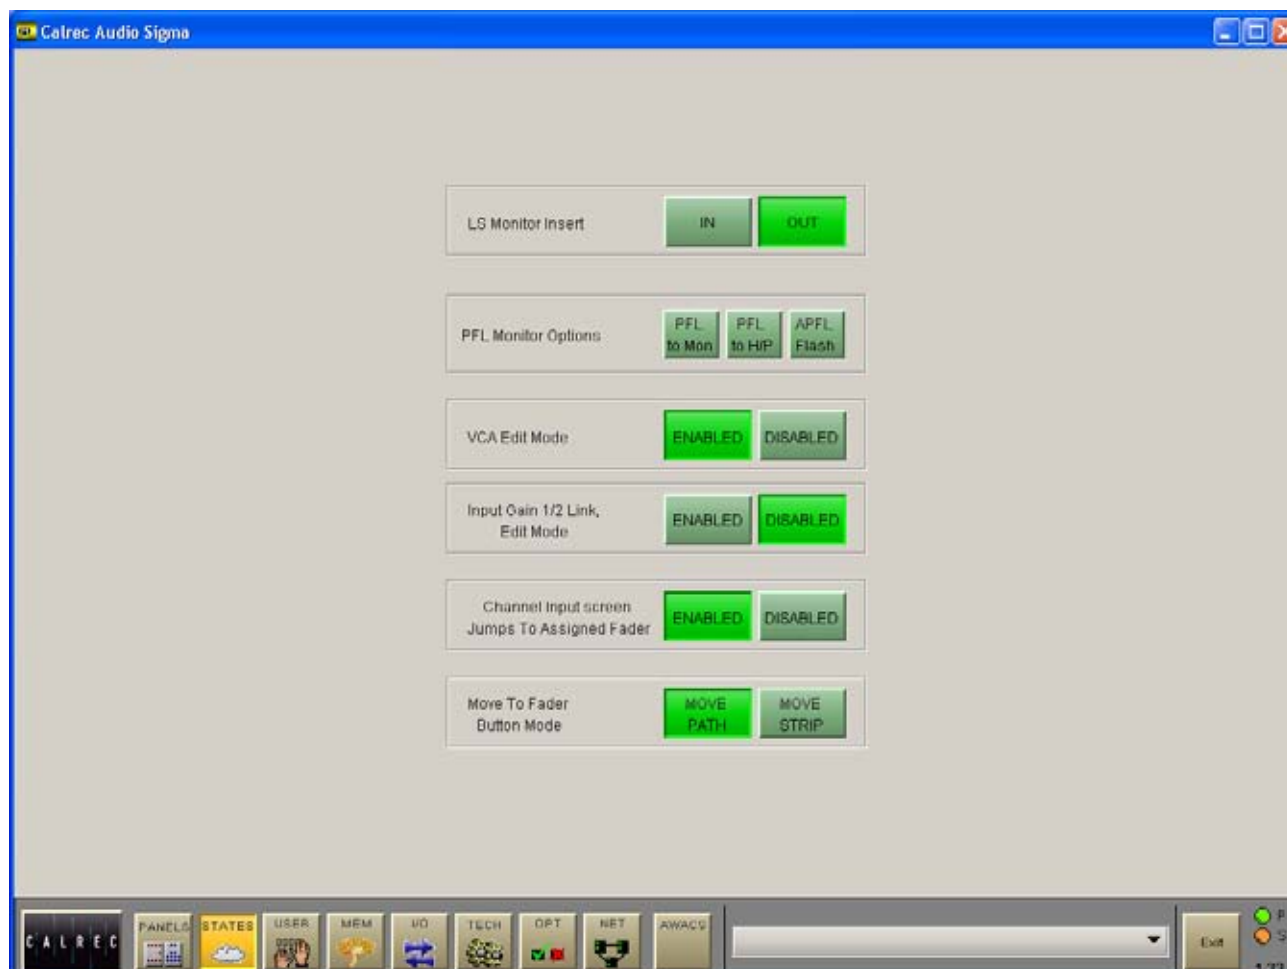 Calrec Audio Sigma
LS Monitor Insert
IN
OUT
PFL Monitor Options
PFL
to Mon
PFL
to H/P
APFL
Flash
VCA Edit Mode
ENABLED
DISABLED
Input Gain 1/2 Link,
Edit Mode
ENABLED
DISABLED
Channel Input screen
Jumps To Assigned Fader
ENABLED
DISABLED
Move To Fader
Button Mode
MOVE
PATH
MOVE
STRIP
CALREC
PANELS
STATES
USER
MEM
I/O
TECH
OPT
NET
AWACS
Exit